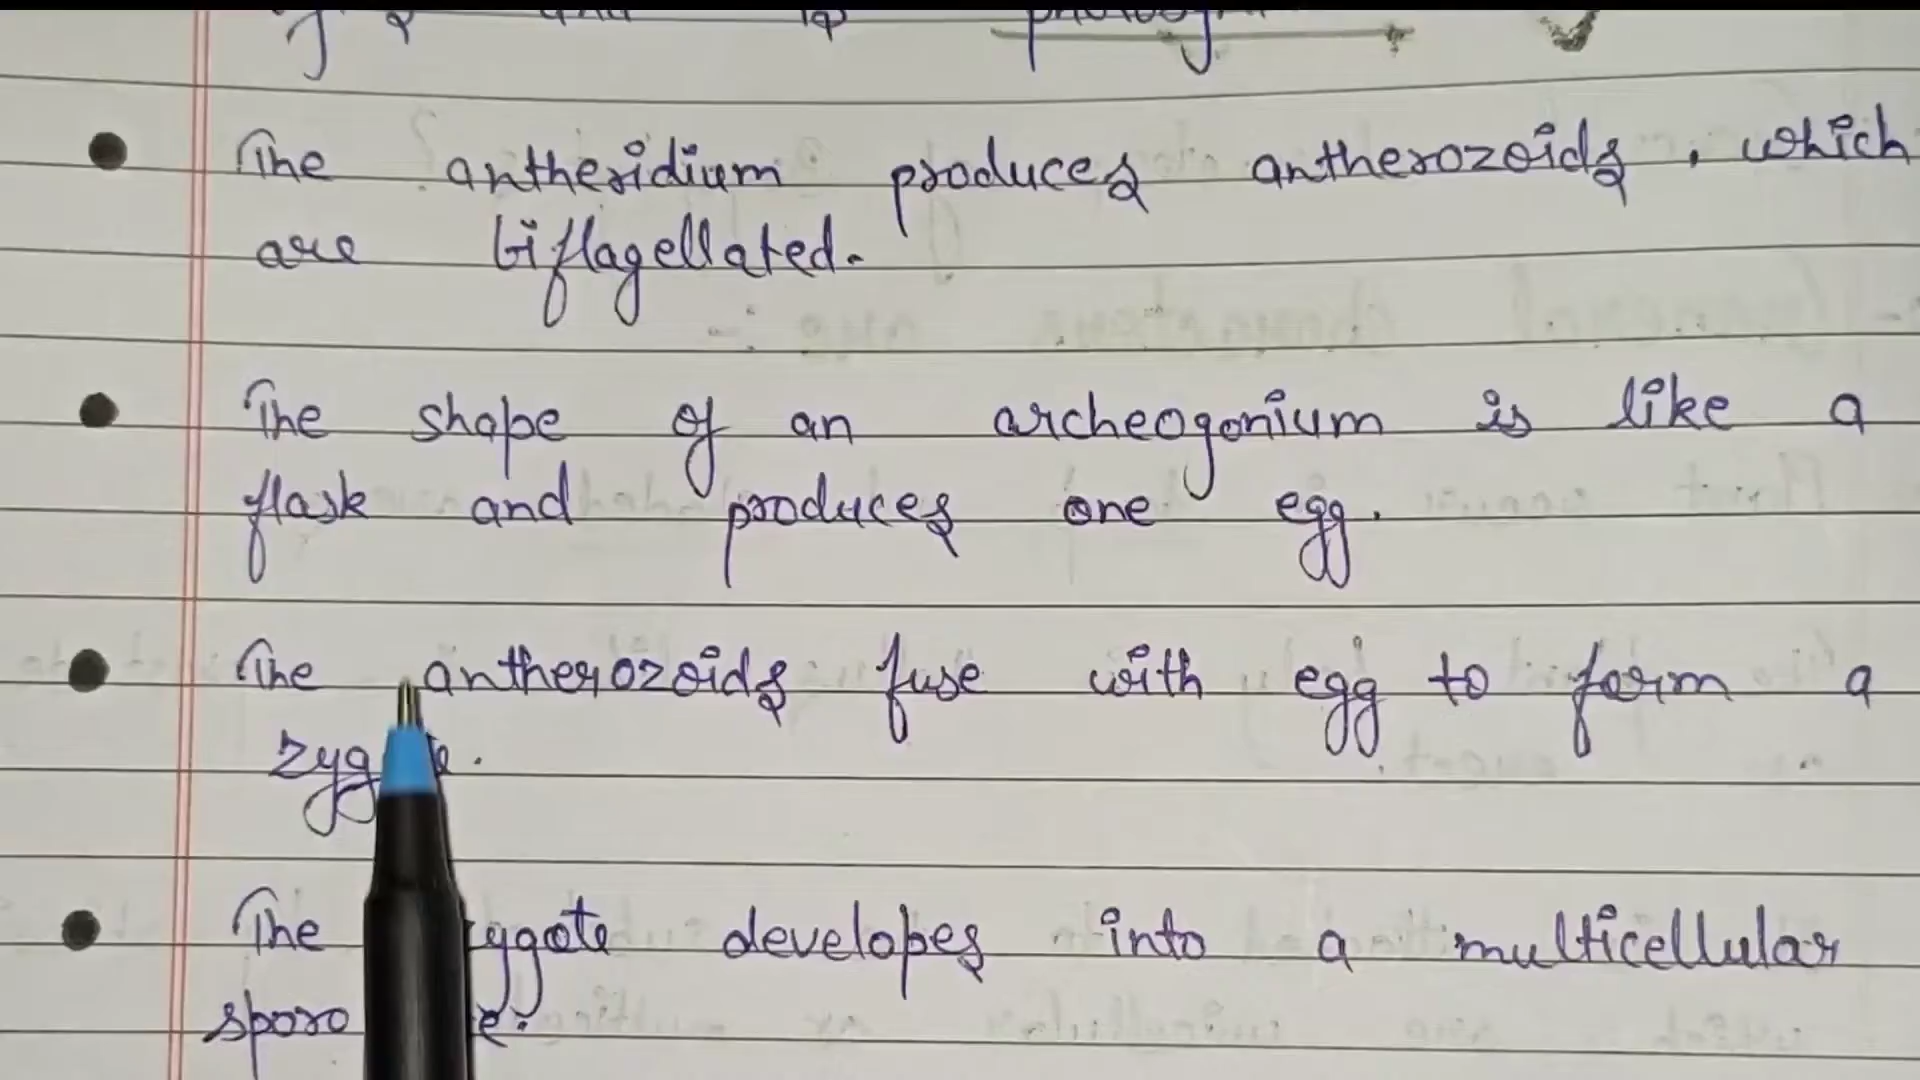 The antheridium produces antherozoids, which
are biflagellated.
The shape of an archeogonium is like a
flask and produces one egg.
The antherozoids fuse with egg to form a
The developes into a multicellular